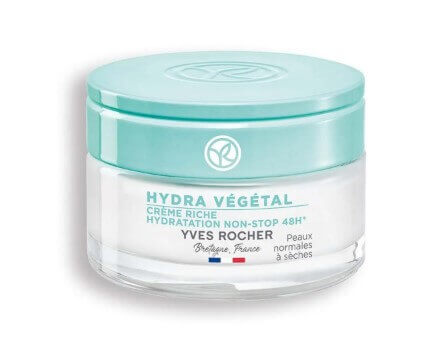 HYDRA VÉGÉTAL
CRÈME RICHE
HYDRATATION NON-STOP 48H*
YVES ROCHER
Bretagne, France
Peaux
normales
à sèches